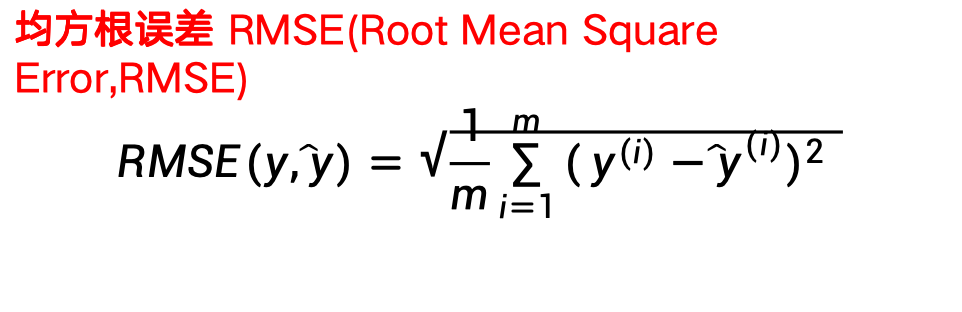 均方根误差 RMSE(Root Mean Square
Error,RMSE)
RMSE(y,ŷ) = √(1/m ∑_{i=1}^{m} (y^{(i)} − ŷ^{(i)})²)